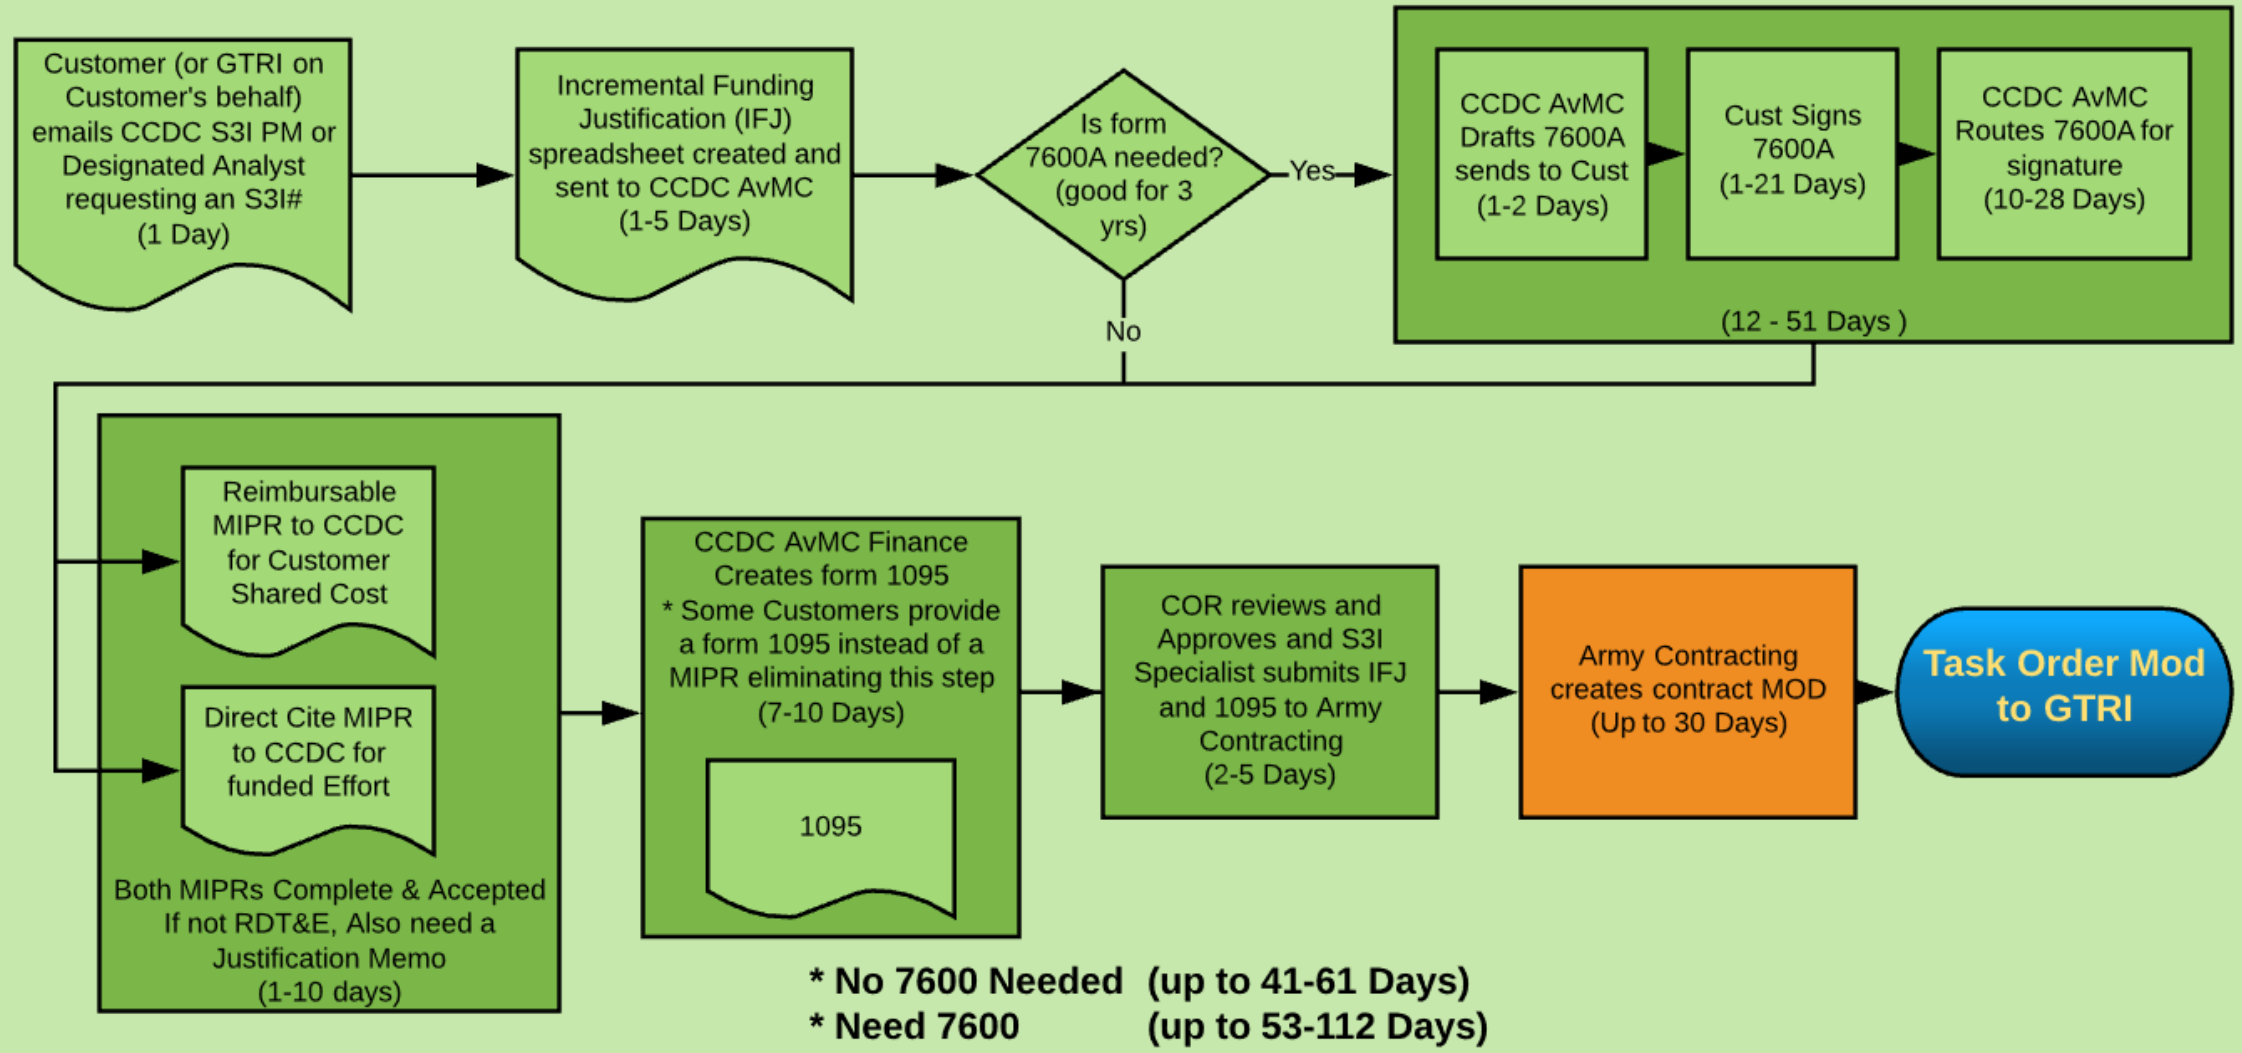 Customer (or GTRI on
Customer's behalf)
emails CCDC S3I PM or
Designated Analyst
requesting an S3I#
(1 Day)
Incremental Funding
Justification (IFJ)
spreadsheet created and
sent to CCDC AvMC
(1-5 Days)
Is form
7600A needed?
(good for 3
yrs)
Yes
No
CCDC AvMC
Drafts 7600A
sends to Cust
(1-2 Days)
Cust Signs
7600A
(1-21 Days)
CCDC AvMC
Routes 7600A for
signature
(10-28 Days)
(12 - 51 Days )
Reimbursable
MIPR to CCDC
for Customer
Shared Cost
Direct Cite MIPR
to CCDC for
funded Effort
Both MIPRs Complete & Accepted
If not RDT&E, Also need a
Justification Memo
(1-10 days)
CCDC AvMC Finance
Creates form 1095
* Some Customers provide
a form 1095 instead of a
MIPR eliminating this step
(7-10 Days)
1095
COR reviews and
Approves and S3I
Specialist submits IFJ
and 1095 to Army
Contracting
(2-5 Days)
Army Contracting
creates contract MOD
(Up to 30 Days)
Task Order Mod
to GTRI
* No 7600 Needed (up to 41-61 Days)
* Need 7600 (up to 53-112 Days)